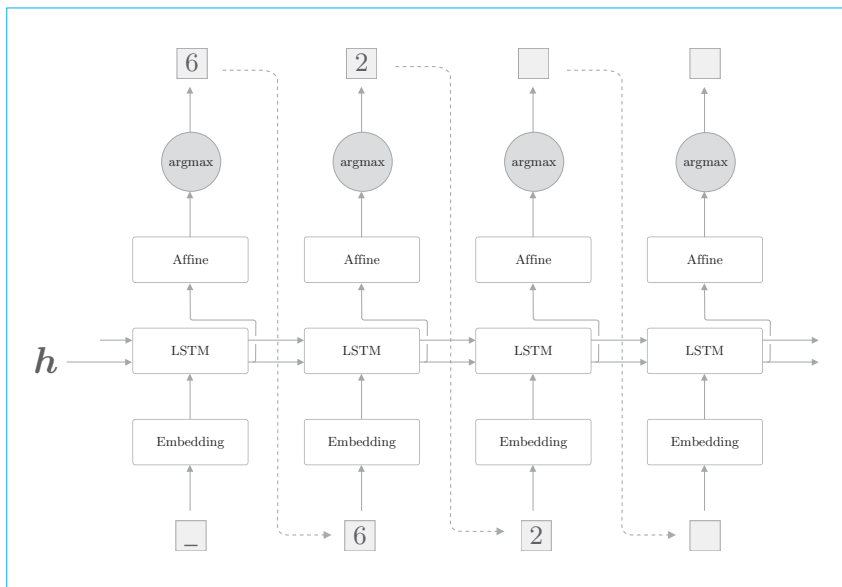 6 2
argmax argmax argmax argmax
Affine Affine Affine Affine
h LSTM LSTM LSTM LSTM
Embedding Embedding Embedding Embedding
_ 6 2